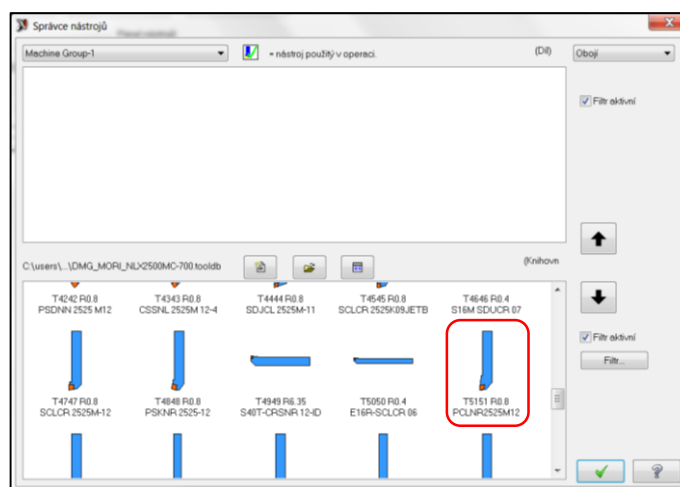 Správce nástrojů
Machine Group-1
= nástroj použitý v operaci.
(Díl)
Obojí
Filtr aktivní
C:\users\...\DMG_MORI_NLX2500MC-700.tooldb
(Knihovn
T4242 R0.8
PSDNN 2525 M12
T4343 R0.8
CSSNL 2525M 12-4
T4444 R0.8
SDJCL 2525M-11
T4545 R0.8
SCLCR 2525K09JETB
T4646 R0.4
S16M SDUCR 07
Filtr aktivní
Filtr...
T4747 R0.8
SCLCR 2525M-12
T4848 R0.8
PSKNR 2525-12
T4949 R6.35
S40T-CRSNR 12-ID
T5050 R0.4
E16R-SCLCR 06
T5151 R0.8
PCLNR2525M12